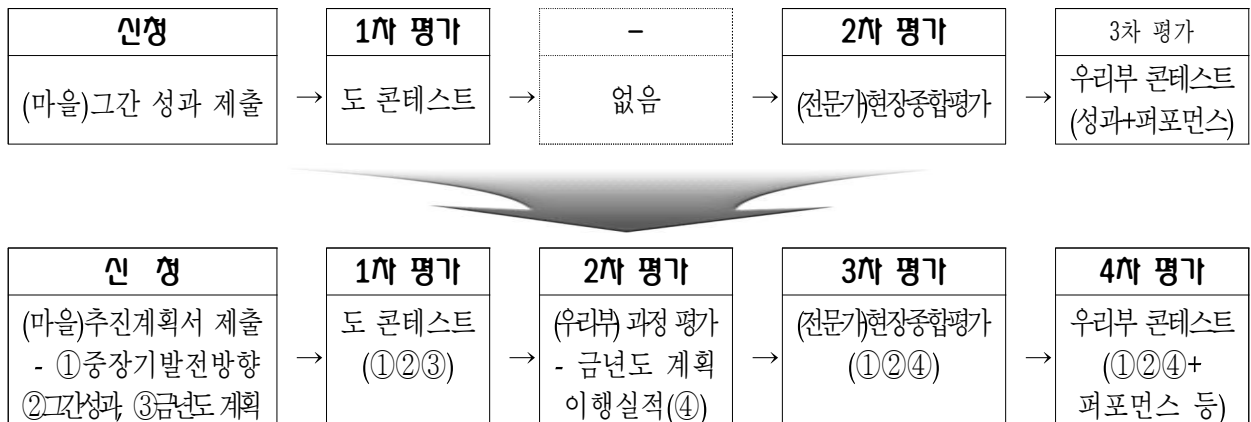 신청 1차 평가 - 2차 평가 3차 평가
(마을)그간 성과 제출 → 도 콘테스트 → 없음 → (전문가)현장종합평가 → 우리부 콘테스트
(성과+퍼포먼스)
신 청 1차 평가 2차 평가 3차 평가 4차 평가
(마을)추진계획서 제출 도 콘테스트 (우리부) 과정 평가 (전문가)현장종합평가 우리부 콘테스트
- ①중장기발전방향 → (①②③) → - 금년도 계획 → (①②④) → (①②④+
②그간성과, ③금년도 계획 이행실적(④) 퍼포먼스 등)